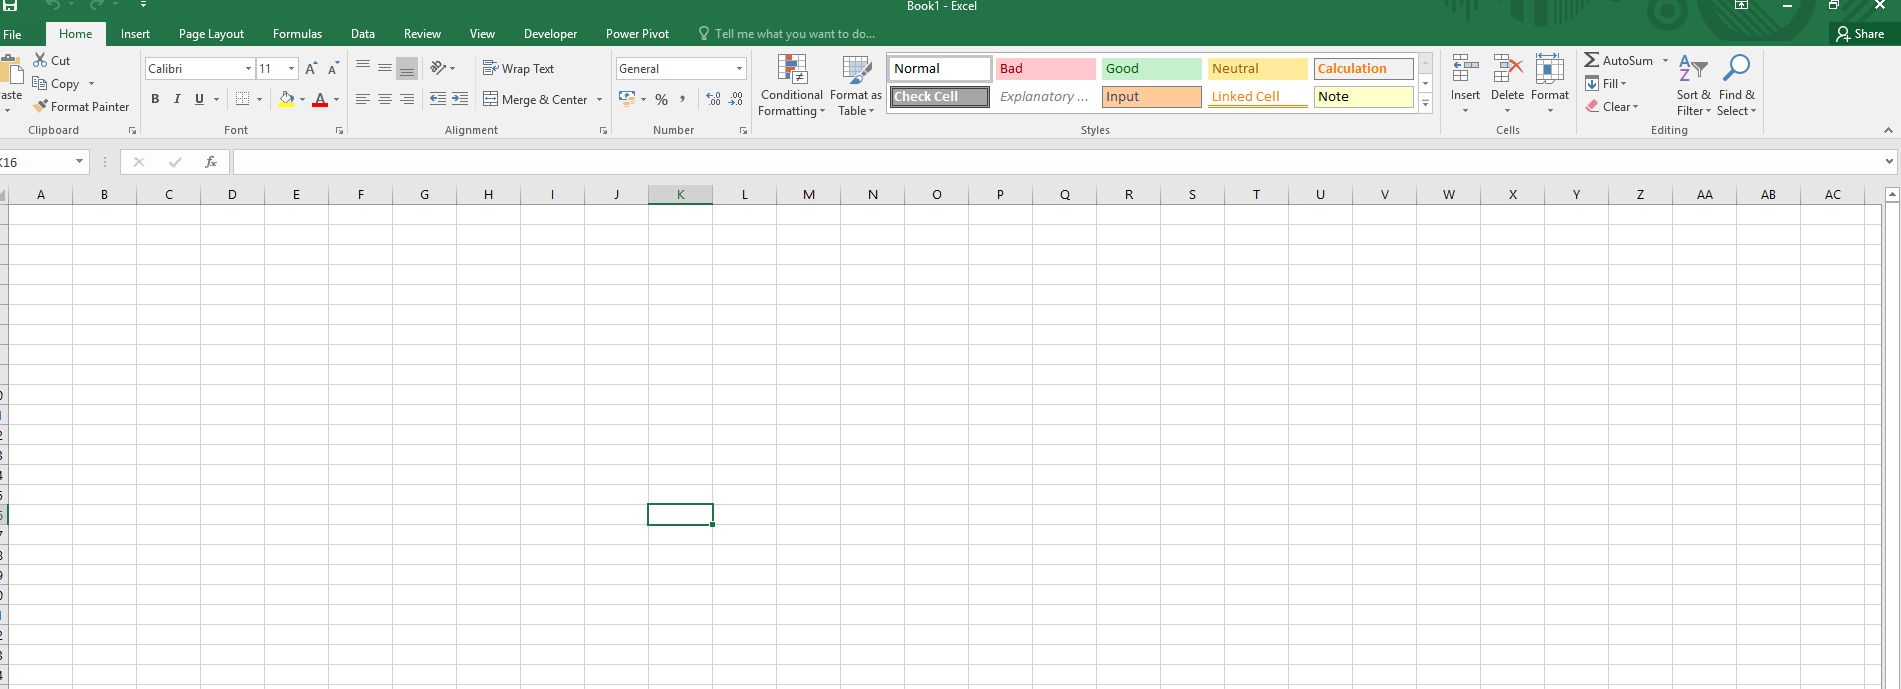 Book1 - Excel
File Home Insert Page Layout Formulas Data Review View Developer Power Pivot Tell me what you want to do... Share
Cut
Copy
Format Painter
Clipboard
Calibri 11
B I U
Font
Wrap Text
Merge & Center
Alignment
General
%
Number
Conditional Formatting
Format as Table
Normal Bad Good Neutral Calculation
Check Cell Explanatory ... Input Linked Cell Note
Styles
Insert Delete Format
Cells
AutoSum
Fill
Clear
Sort & Filter
Find & Select
Editing
fx
A B C D E F G H I J K L M N O P Q R S T U V W X Y Z AA AB AC